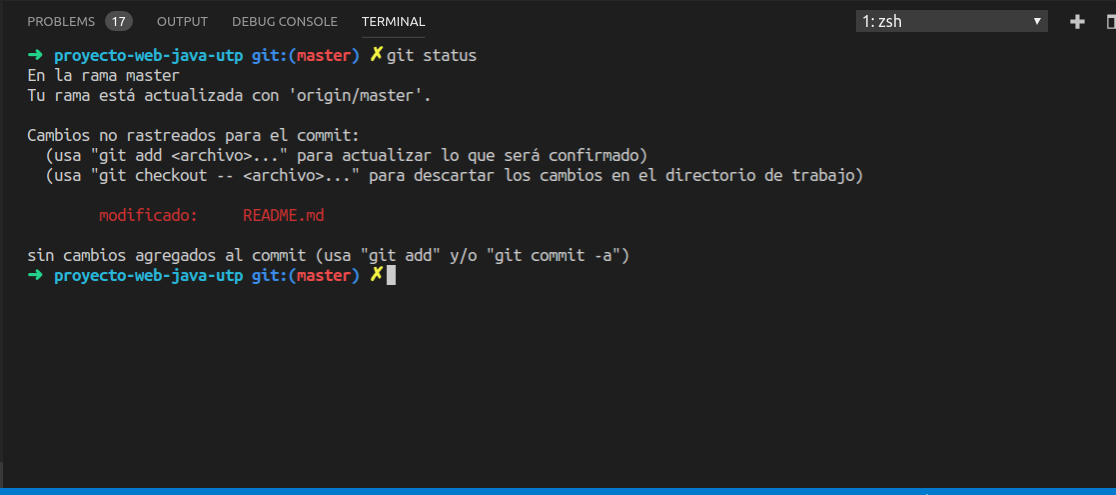 PROBLEMS 17 OUTPUT DEBUG CONSOLE TERMINAL 1: zsh
➜ proyecto-web-java-utp git:(master) ✗ git status
En la rama master
Tu rama está actualizada con 'origin/master'.
Cambios no rastreados para el commit:
(usa "git add <archivo>..." para actualizar lo que será confirmado)
(usa "git checkout -- <archivo>..." para descartar los cambios en el directorio de trabajo)
modificado: README.md
sin cambios agregados al commit (usa "git add" y/o "git commit -a")
➜ proyecto-web-java-utp git:(master) ✗